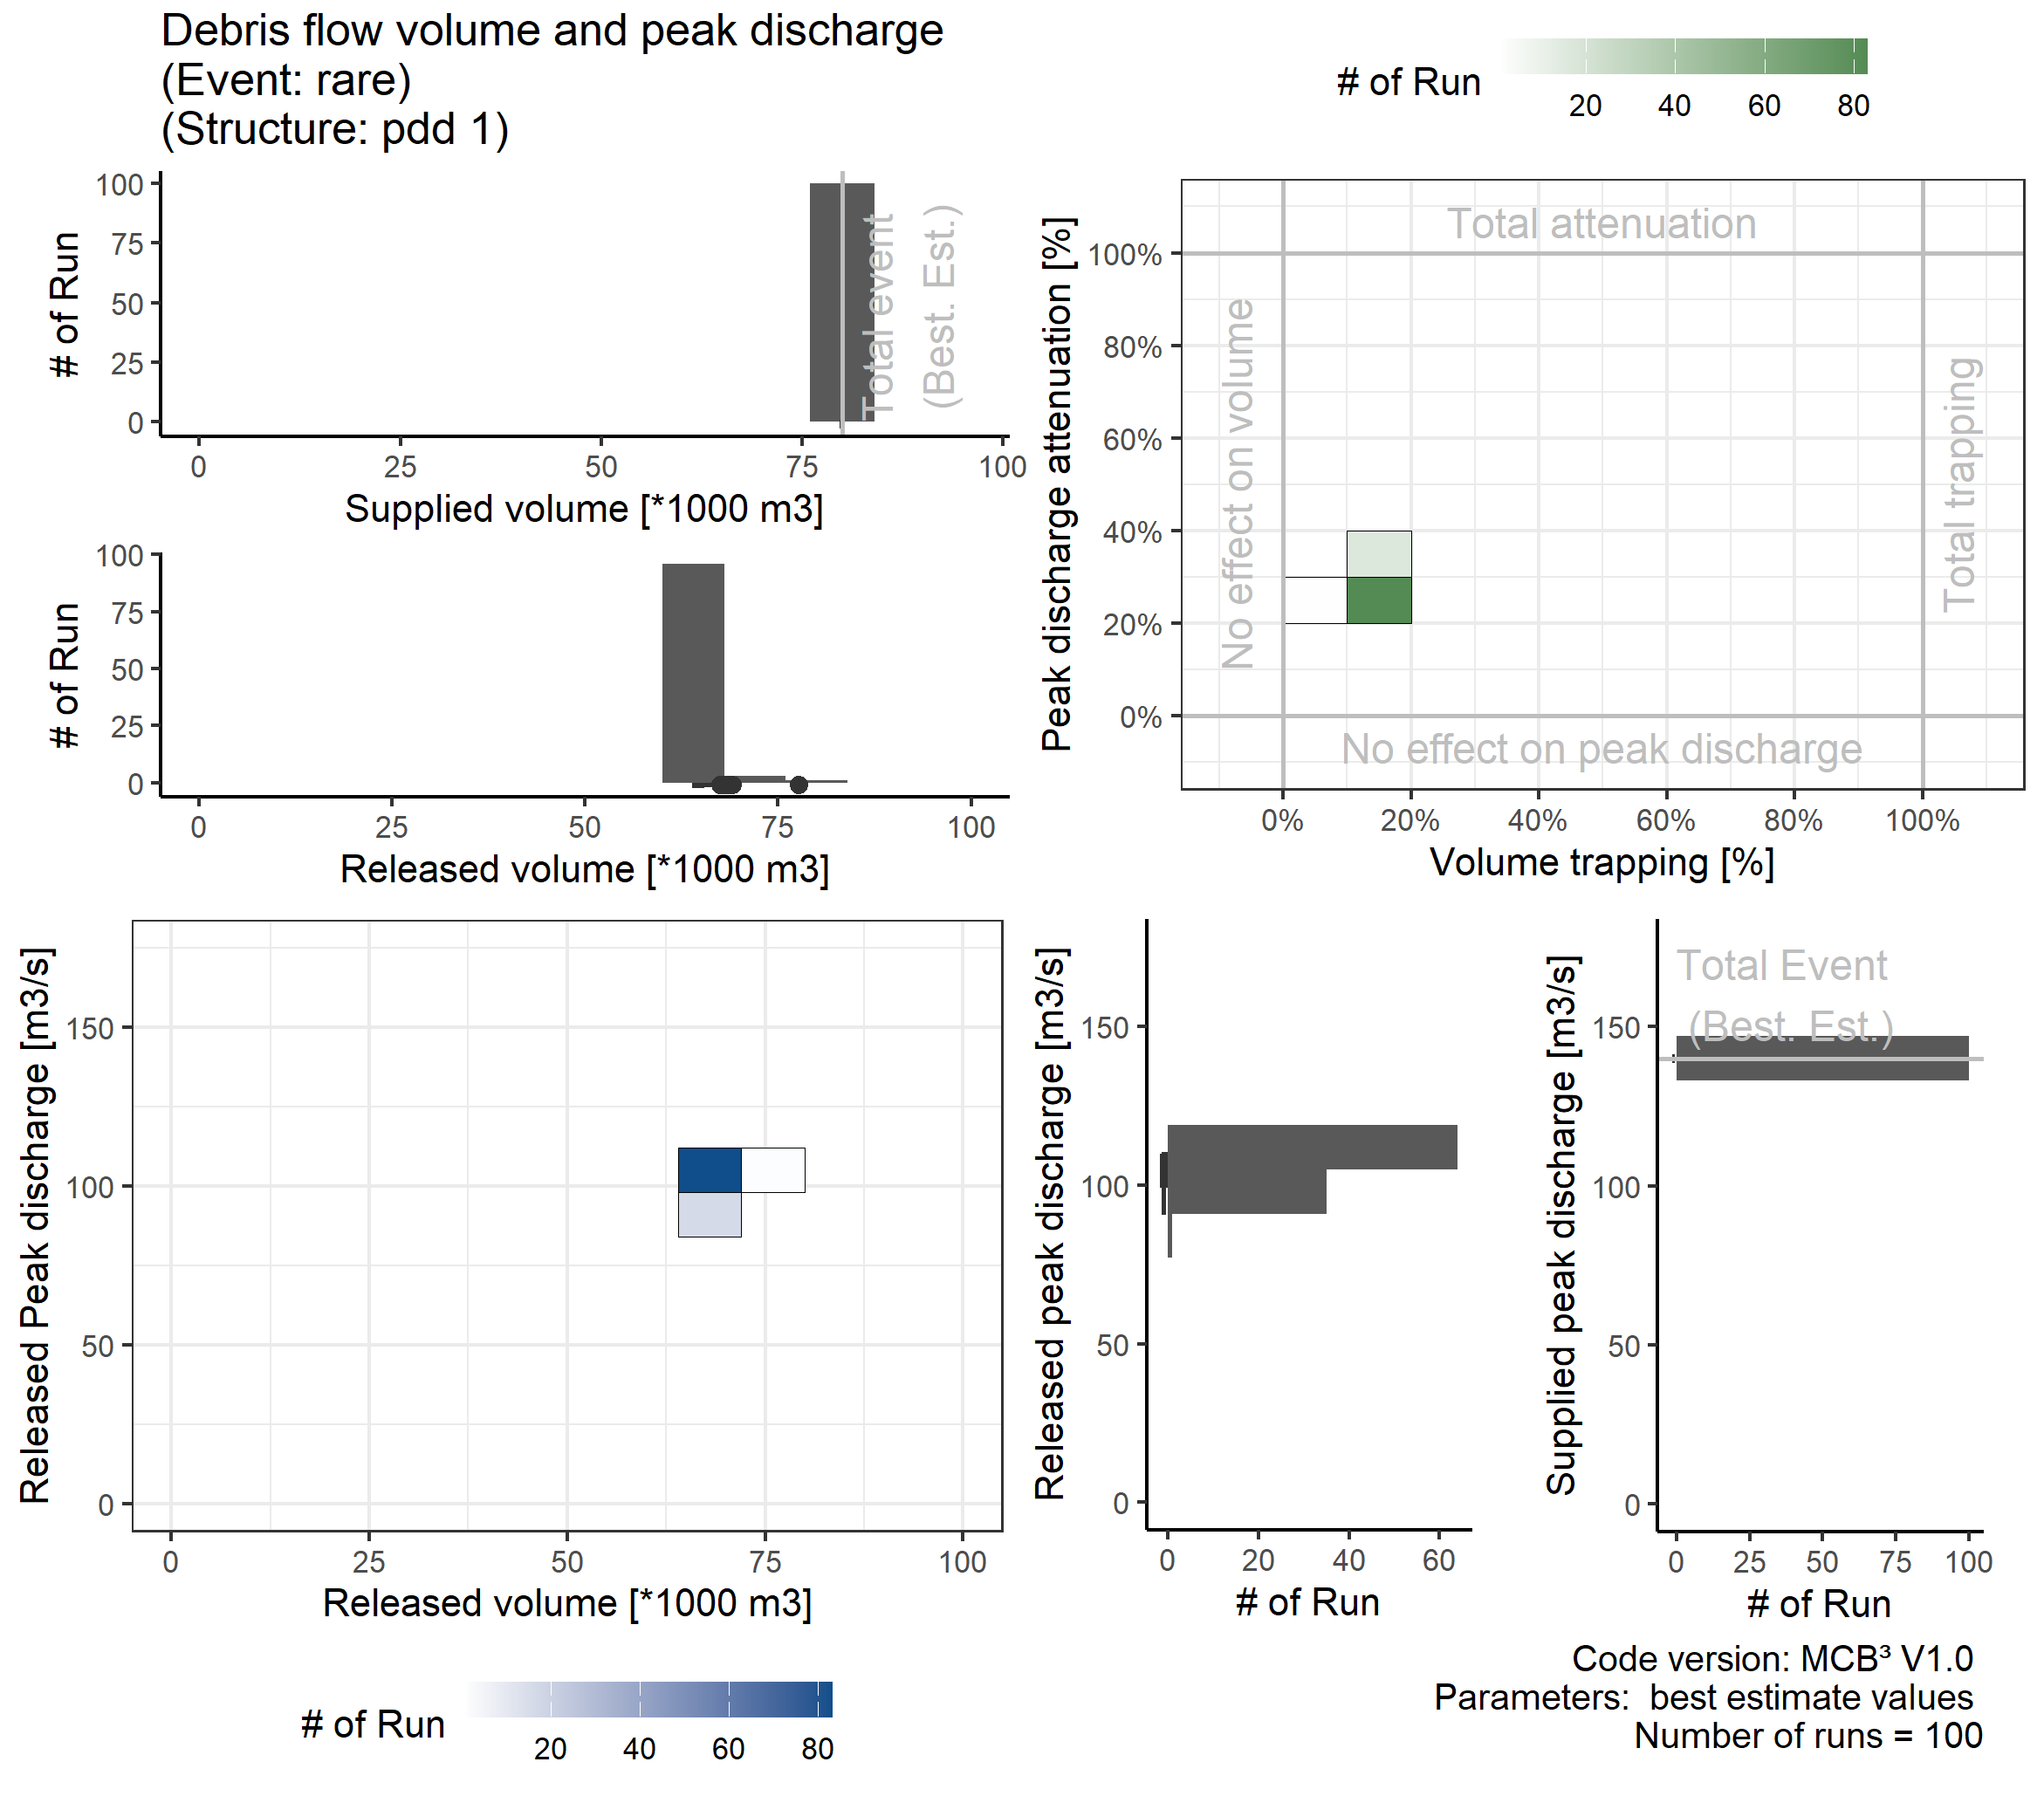 Debris flow volume and peak discharge
(Event: rare)
(Structure: pdd 1)
# of Run
20 40 60 80
# of Run
100
75
50
25
0
Total event
(Best. Est.)
0 25 50 75 100
Supplied volume [*1000 m3]
# of Run
100
75
50
25
0
0 25 50 75 100
Released volume [*1000 m3]
Peak discharge attenuation [%]
100%
80%
60%
40%
20%
0%
Total attenuation
No effect on volume
Total trapping
No effect on peak discharge
0% 20% 40% 60% 80% 100%
Volume trapping [%]
Released Peak discharge [m3/s]
150
100
50
0
0 25 50 75 100
Released volume [*1000 m3]
# of Run
20 40 60 80
Released peak discharge [m3/s]
150
100
50
0
0 20 40 60
# of Run
Supplied peak discharge [m3/s]
150
100
50
0
Total Event
(Best. Est.)
0 25 50 75 100
# of Run
Code version: MCB³ V1.0
Parameters:  best estimate values
Number of runs = 100